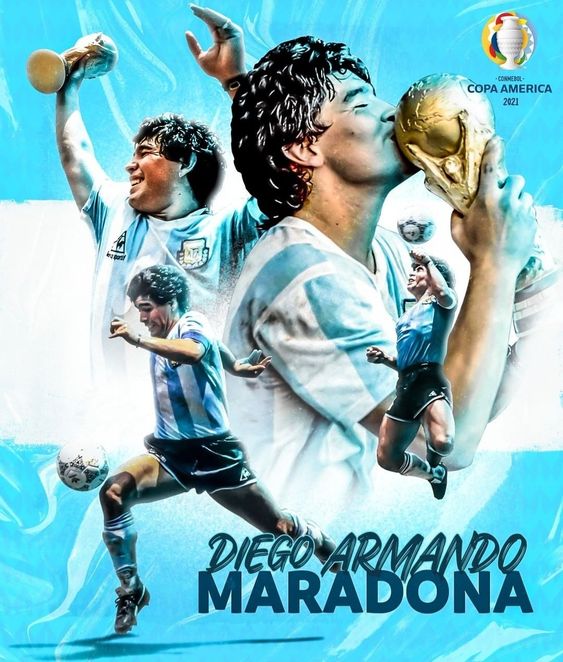 - CONMEBOL -
COPA AMERICA
2021
DIEGO ARMANDO
MARADONA